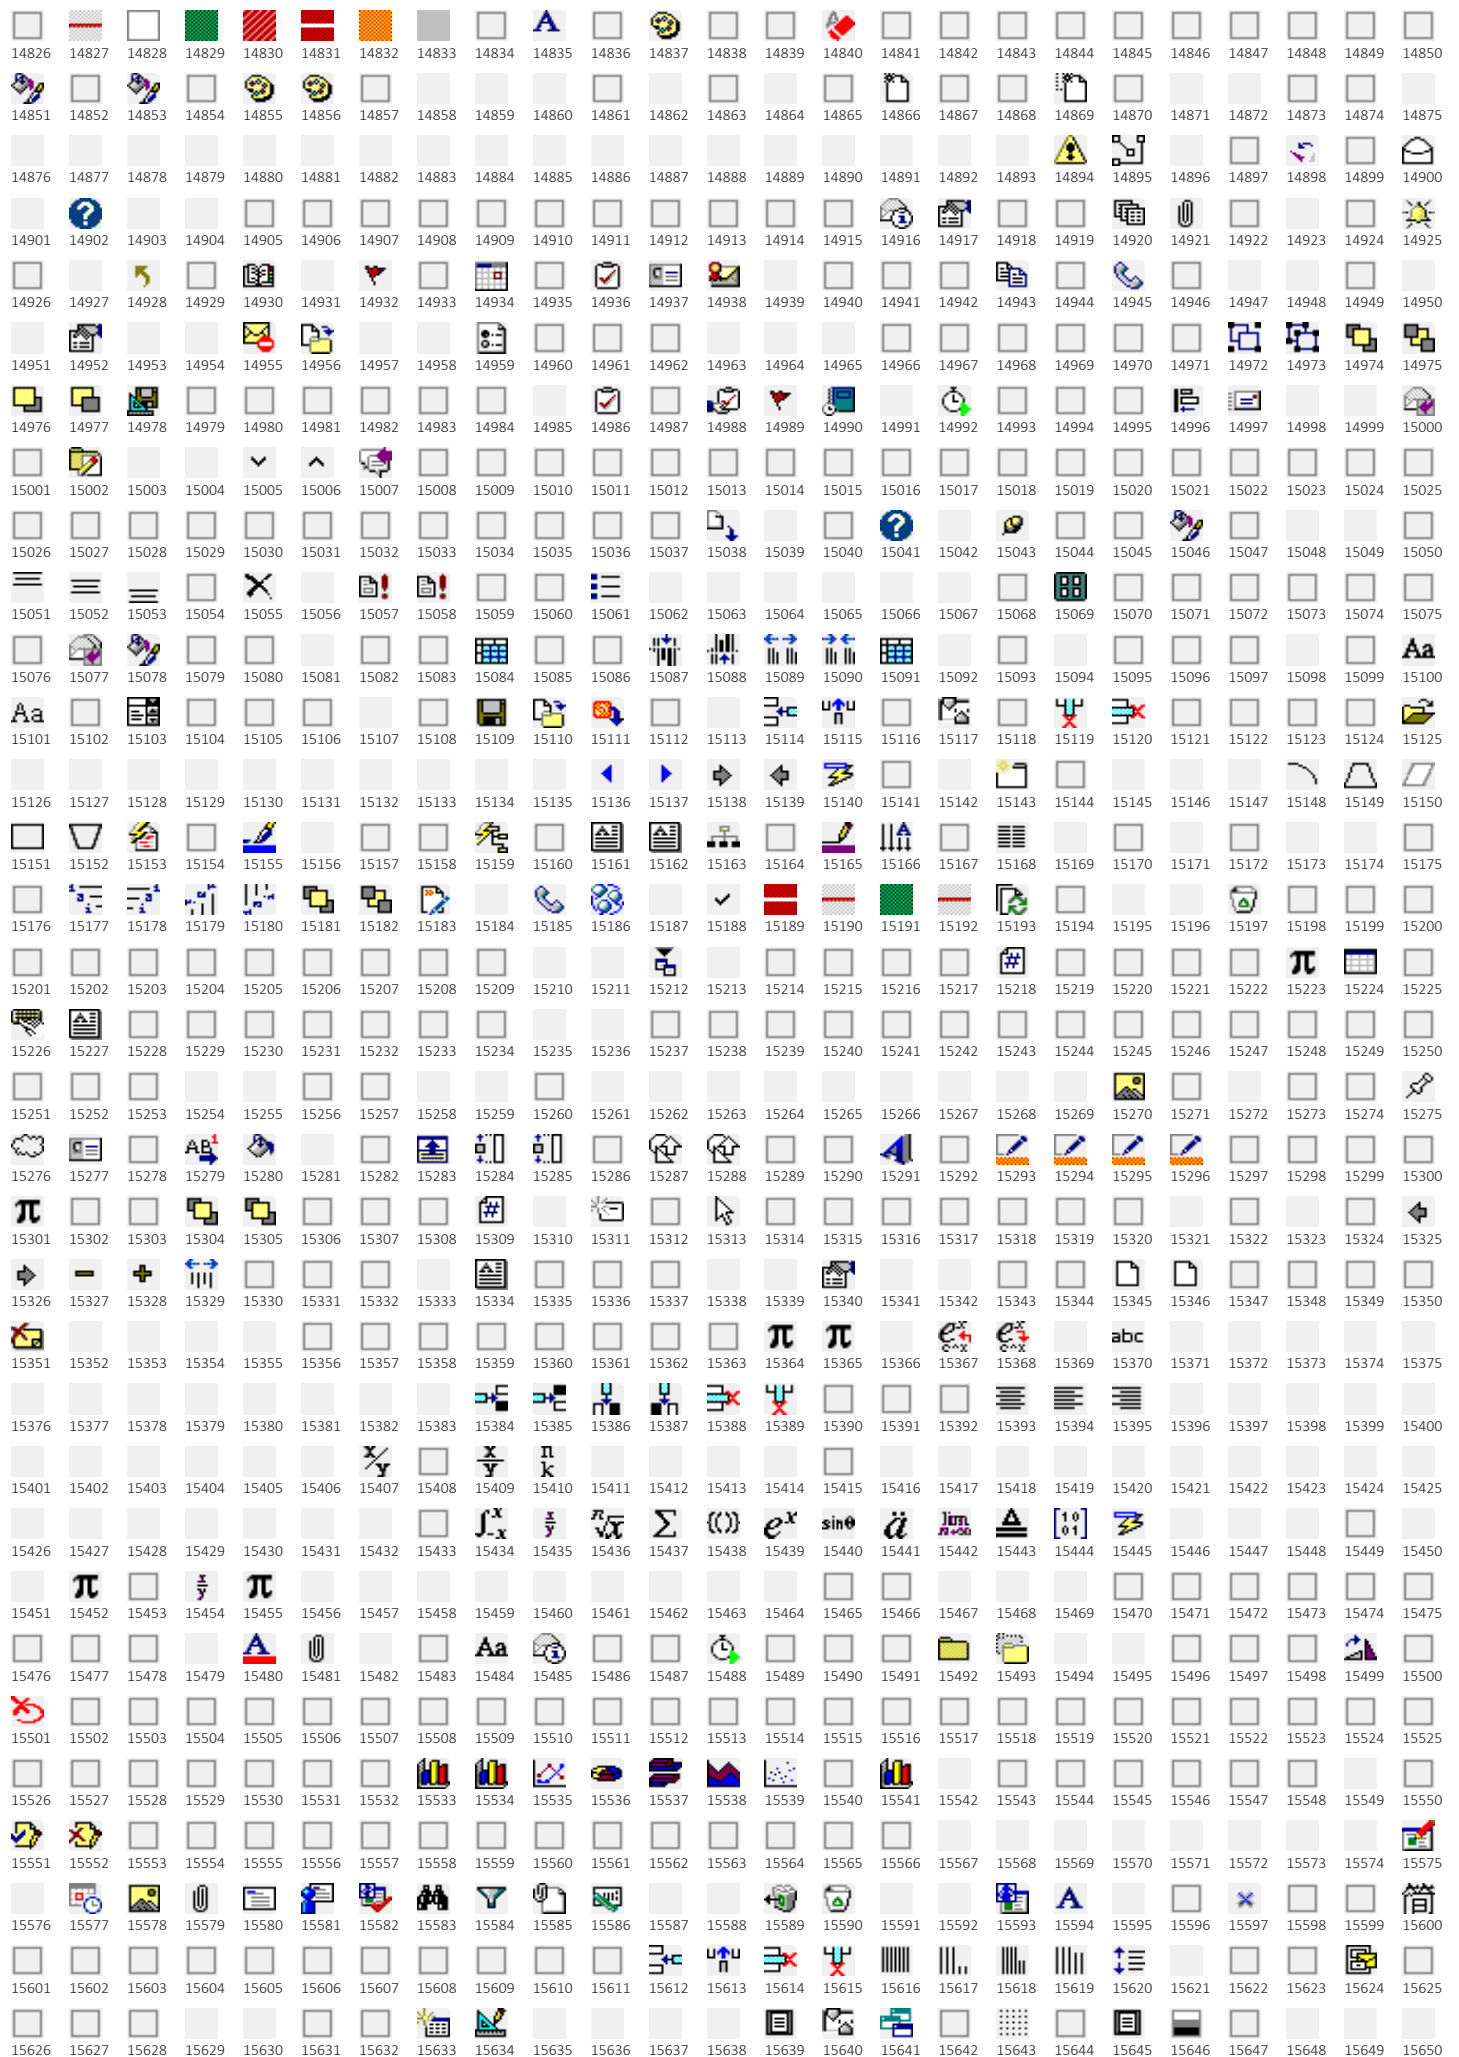 14826 14827 14828 14829 14830 14831 14832 14833 14834 14835 14836 14837 14838 14839 14840 14841 14842 14843 14844 14845 14846 14847 14848 14849 14850
14851 14852 14853 14854 14855 14856 14857 14858 14859 14860 14861 14862 14863 14864 14865 14866 14867 14868 14869 14870 14871 14872 14873 14874 14875
14876 14877 14878 14879 14880 14881 14882 14883 14884 14885 14886 14887 14888 14889 14890 14891 14892 14893 14894 14895 14896 14897 14898 14899 14900
14901 14902 14903 14904 14905 14906 14907 14908 14909 14910 14911 14912 14913 14914 14915 14916 14917 14918 14919 14920 14921 14922 14923 14924 14925
14926 14927 14928 14929 14930 14931 14932 14933 14934 14935 14936 14937 14938 14939 14940 14941 14942 14943 14944 14945 14946 14947 14948 14949 14950
14951 14952 14953 14954 14955 14956 14957 14958 14959 14960 14961 14962 14963 14964 14965 14966 14967 14968 14969 14970 14971 14972 14973 14974 14975
14976 14977 14978 14979 14980 14981 14982 14983 14984 14985 14986 14987 14988 14989 14990 14991 14992 14993 14994 14995 14996 14997 14998 14999 15000
15001 15002 15003 15004 15005 15006 15007 15008 15009 15010 15011 15012 15013 15014 15015 15016 15017 15018 15019 15020 15021 15022 15023 15024 15025
15026 15027 15028 15029 15030 15031 15032 15033 15034 15035 15036 15037 15038 15039 15040 15041 15042 15043 15044 15045 15046 15047 15048 15049 15050
15051 15052 15053 15054 15055 15056 15057 15058 15059 15060 15061 15062 15063 15064 15065 15066 15067 15068 15069 15070 15071 15072 15073 15074 15075
Aa
15076 15077 15078 15079 15080 15081 15082 15083 15084 15085 15086 15087 15088 15089 15090 15091 15092 15093 15094 15095 15096 15097 15098 15099 15100
Aa
15101 15102 15103 15104 15105 15106 15107 15108 15109 15110 15111 15112 15113 15114 15115 15116 15117 15118 15119 15120 15121 15122 15123 15124 15125
15126 15127 15128 15129 15130 15131 15132 15133 15134 15135 15136 15137 15138 15139 15140 15141 15142 15143 15144 15145 15146 15147 15148 15149 15150
15151 15152 15153 15154 15155 15156 15157 15158 15159 15160 15161 15162 15163 15164 15165 15166 15167 15168 15169 15170 15171 15172 15173 15174 15175
15176 15177 15178 15179 15180 15181 15182 15183 15184 15185 15186 15187 15188 15189 15190 15191 15192 15193 15194 15195 15196 15197 15198 15199 15200
# π
15201 15202 15203 15204 15205 15206 15207 15208 15209 15210 15211 15212 15213 15214 15215 15216 15217 15218 15219 15220 15221 15222 15223 15224 15225
15226 15227 15228 15229 15230 15231 15232 15233 15234 15235 15236 15237 15238 15239 15240 15241 15242 15243 15244 15245 15246 15247 15248 15249 15250
15251 15252 15253 15254 15255 15256 15257 15258 15259 15260 15261 15262 15263 15264 15265 15266 15267 15268 15269 15270 15271 15272 15273 15274 15275
AB1
15276 15277 15278 15279 15280 15281 15282 15283 15284 15285 15286 15287 15288 15289 15290 15291 15292 15293 15294 15295 15296 15297 15298 15299 15300
π #
15301 15302 15303 15304 15305 15306 15307 15308 15309 15310 15311 15312 15313 15314 15315 15316 15317 15318 15319 15320 15321 15322 15323 15324 15325
15326 15327 15328 15329 15330 15331 15332 15333 15334 15335 15336 15337 15338 15339 15340 15341 15342 15343 15344 15345 15346 15347 15348 15349 15350
π π abc
15351 15352 15353 15354 15355 15356 15357 15358 15359 15360 15361 15362 15363 15364 15365 15366 15367 15368 15369 15370 15371 15372 15373 15374 15375
15376 15377 15378 15379 15380 15381 15382 15383 15384 15385 15386 15387 15388 15389 15390 15391 15392 15393 15394 15395 15396 15397 15398 15399 15400
x/y x/y n k
15401 15402 15403 15404 15405 15406 15407 15408 15409 15410 15411 15412 15413 15414 15415 15416 15417 15418 15419 15420 15421 15422 15423 15424 15425
∫x-x x/y n√x Σ {()} ex sinθ ä lim
15426 15427 15428 15429 15430 15431 15432 15433 15434 15435 15436 15437 15438 15439 15440 15441 15442 15443 15444 15445 15446 15447 15448 15449 15450
π x/y π
15451 15452 15453 15454 15455 15456 15457 15458 15459 15460 15461 15462 15463 15464 15465 15466 15467 15468 15469 15470 15471 15472 15473 15474 15475
A Aa
15476 15477 15478 15479 15480 15481 15482 15483 15484 15485 15486 15487 15488 15489 15490 15491 15492 15493 15494 15495 15496 15497 15498 15499 15500
15501 15502 15503 15504 15505 15506 15507 15508 15509 15510 15511 15512 15513 15514 15515 15516 15517 15518 15519 15520 15521 15522 15523 15524 15525
15526 15527 15528 15529 15530 15531 15532 15533 15534 15535 15536 15537 15538 15539 15540 15541 15542 15543 15544 15545 15546 15547 15548 15549 15550
15551 15552 15553 15554 15555 15556 15557 15558 15559 15560 15561 15562 15563 15564 15565 15566 15567 15568 15569 15570 15571 15572 15573 15574 15575
A
15576 15577 15578 15579 15580 15581 15582 15583 15584 15585 15586 15587 15588 15589 15590 15591 15592 15593 15594 15595 15596 15597 15598 15599 15600
15601 15602 15603 15604 15605 15606 15607 15608 15609 15610 15611 15612 15613 15614 15615 15616 15617 15618 15619 15620 15621 15622 15623 15624 15625
15626 15627 15628 15629 15630 15631 15632 15633 15634 15635 15636 15637 15638 15639 15640 15641 15642 15643 15644 15645 15646 15647 15648 15649 15650